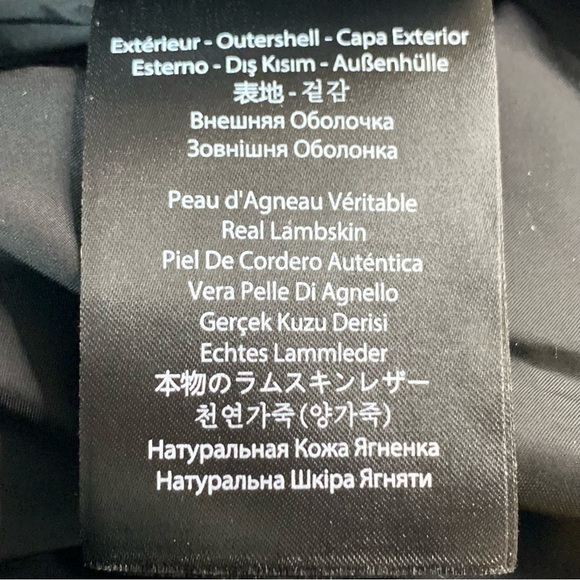 Extérieur - Outershell - Capa Exterior
Esterno - Dış Kısım - Außenhülle
表地 - 겉감
Внешняя Оболочка
Зовнішня Оболонка
Peau d'Agneau Véritable
Real Lambskin
Piel De Cordero Auténtica
Vera Pelle Di Agnello
Gerçek Kuzu Derisi
Echtes Lammleder
本物のラムスキンレザー
천연가죽(양가죽)
Натуральная Кожа Ягненка
Натуральна Шкіра Ягняти